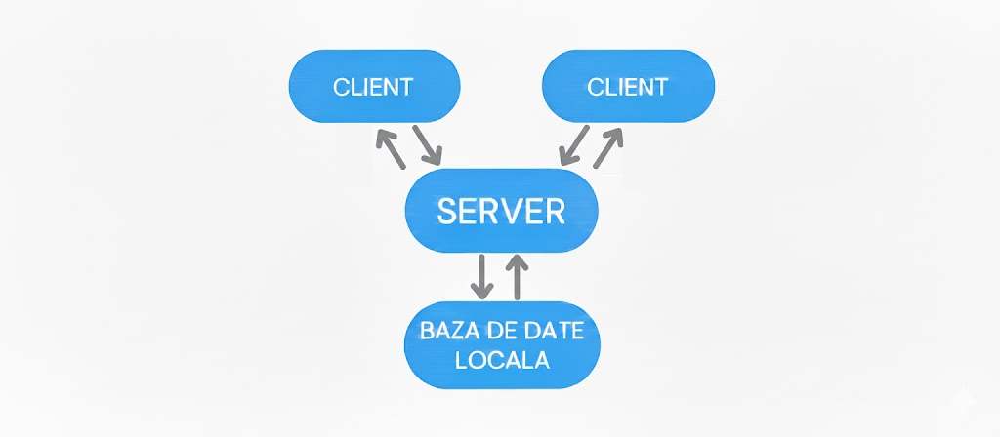 CLIENT
CLIENT
SERVER
BAZA DE DATE
LOCALA